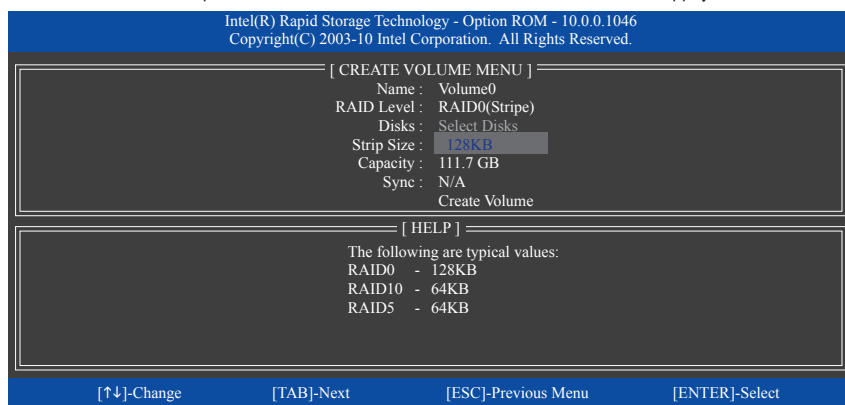 Intel(R) Rapid Storage Technology - Option ROM - 10.0.0.1046
Copyright(C) 2003-10 Intel Corporation. All Rights Reserved.
[ CREATE VOLUME MENU ]
Name : Volume0
RAID Level : RAID0(Stripe)
Disks : Select Disks
Strip Size : 128KB
Capacity : 111.7 GB
Sync : N/A
Create Volume
[ HELP ]
The following are typical values:
RAID0 - 128KB
RAID10 - 64KB
RAID5 - 64KB
[↑↓]-Change [TAB]-Next [ESC]-Previous Menu [ENTER]-Select